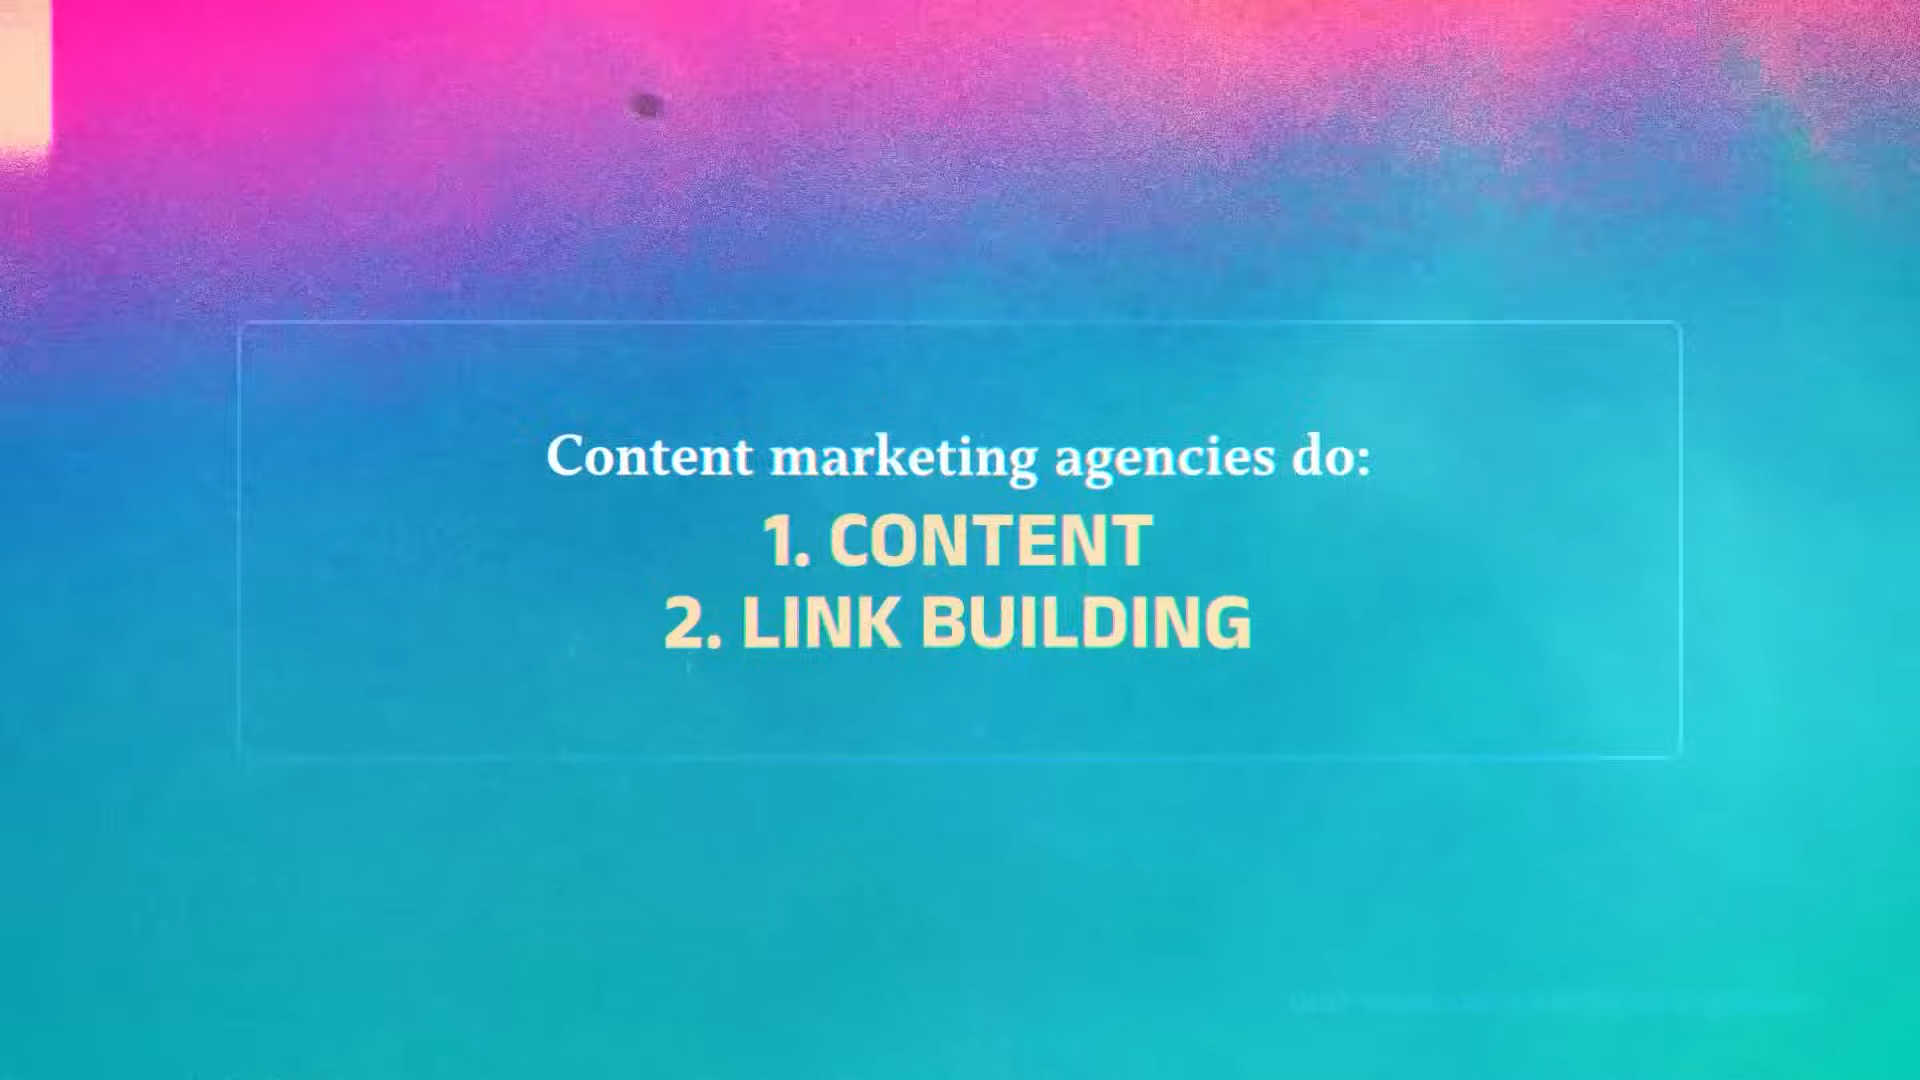 Content marketing agencies do:
1. CONTENT
2. LINK BUILDING